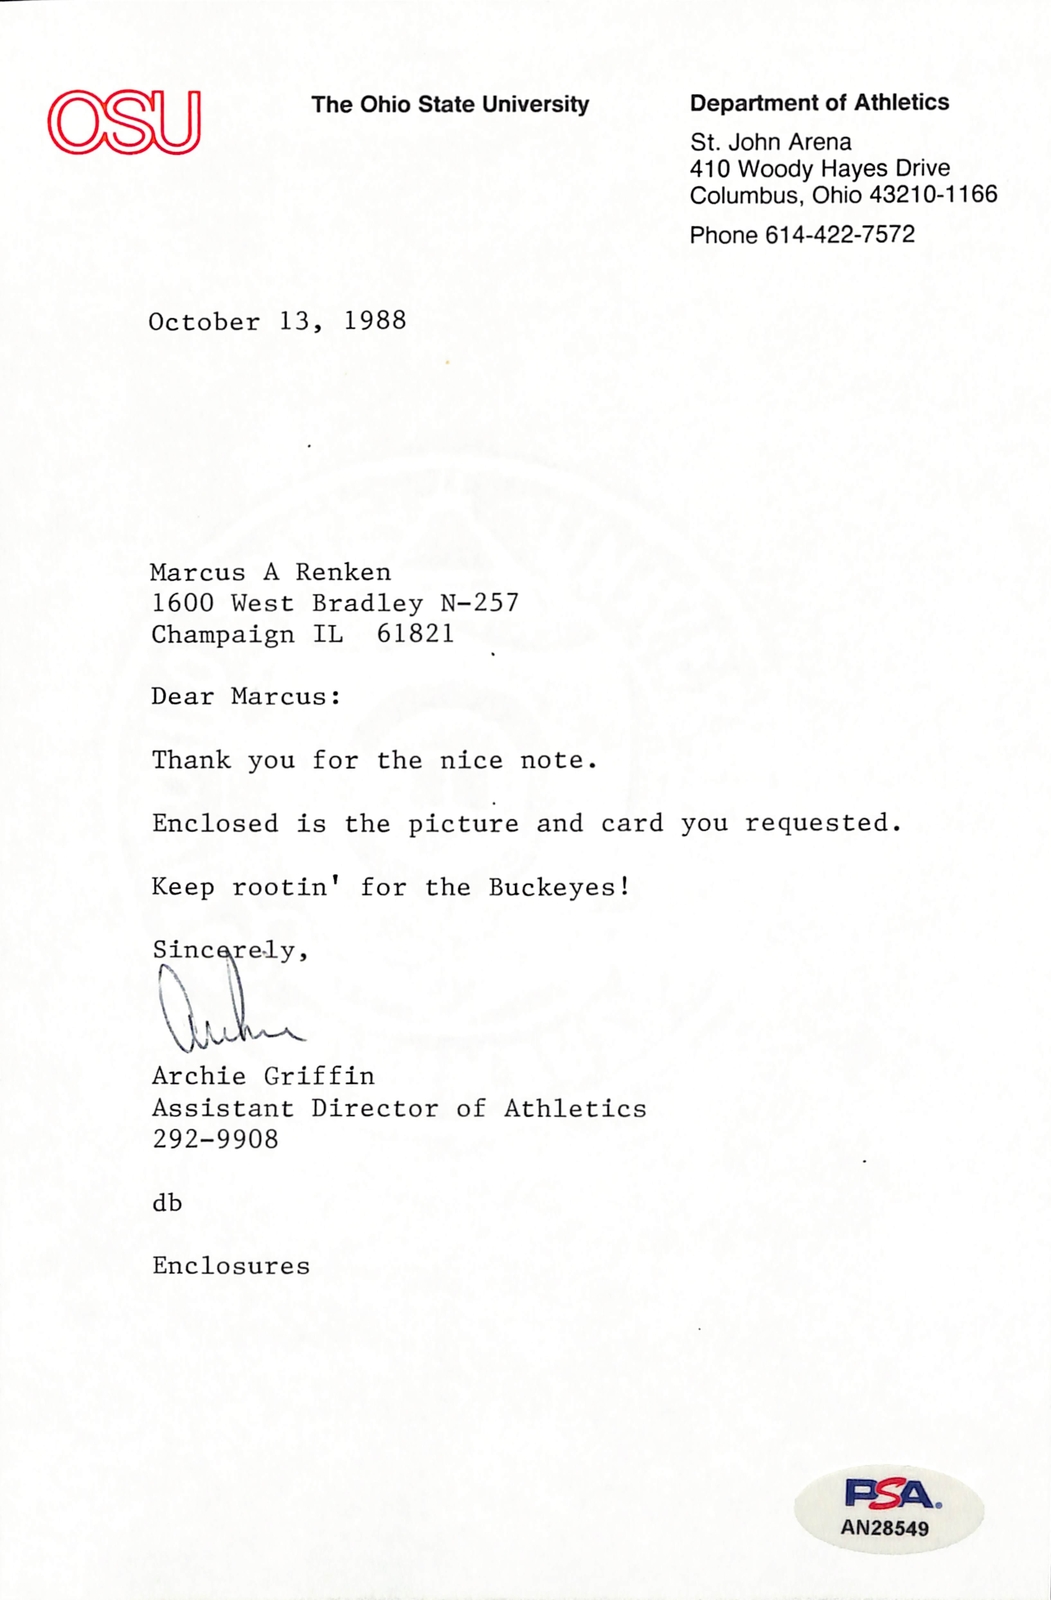 OSU
The Ohio State University
Department of Athletics
St. John Arena
410 Woody Hayes Drive
Columbus, Ohio 43210-1166
Phone 614-422-7572
October 13, 1988
Marcus A Renken
1600 West Bradley N-257
Champaign IL  61821
Dear Marcus:
Thank you for the nice note.
Enclosed is the picture and card you requested.
Keep rootin' for the Buckeyes!
Sincerely,
Archie
Archie Griffin
Assistant Director of Athletics
292-9908
db
Enclosures
PSA
AN28549